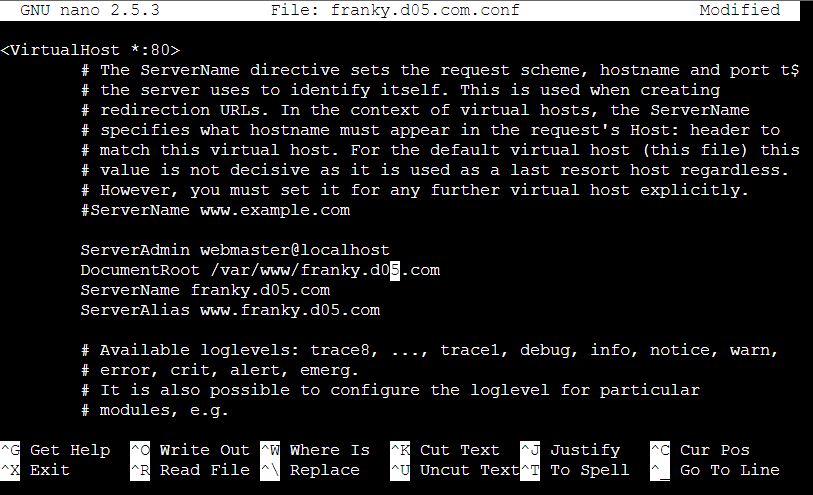 GNU nano 2.5.3 File: franky.d05.com.conf Modified
<VirtualHost *:80>
# The ServerName directive sets the request scheme, hostname and port t$
# the server uses to identify itself. This is used when creating
# redirection URLs. In the context of virtual hosts, the ServerName
# specifies what hostname must appear in the request's Host: header to
# match this virtual host. For the default virtual host (this file) this
# value is not decisive as it is used as a last resort host regardless.
# However, you must set it for any further virtual host explicitly.
#ServerName www.example.com
ServerAdmin webmaster@localhost
DocumentRoot /var/www/franky.d05.com
ServerName franky.d05.com
ServerAlias www.franky.d05.com
# Available loglevels: trace8, ..., trace1, debug, info, notice, warn,
# error, crit, alert, emerg.
# It is also possible to configure the loglevel for particular
# modules, e.g.
^G Get Help ^O Write Out ^W Where Is ^K Cut Text ^J Justify ^C Cur Pos
^X Exit ^R Read File ^\ Replace ^U Uncut Text ^T To Spell ^_ Go To Line